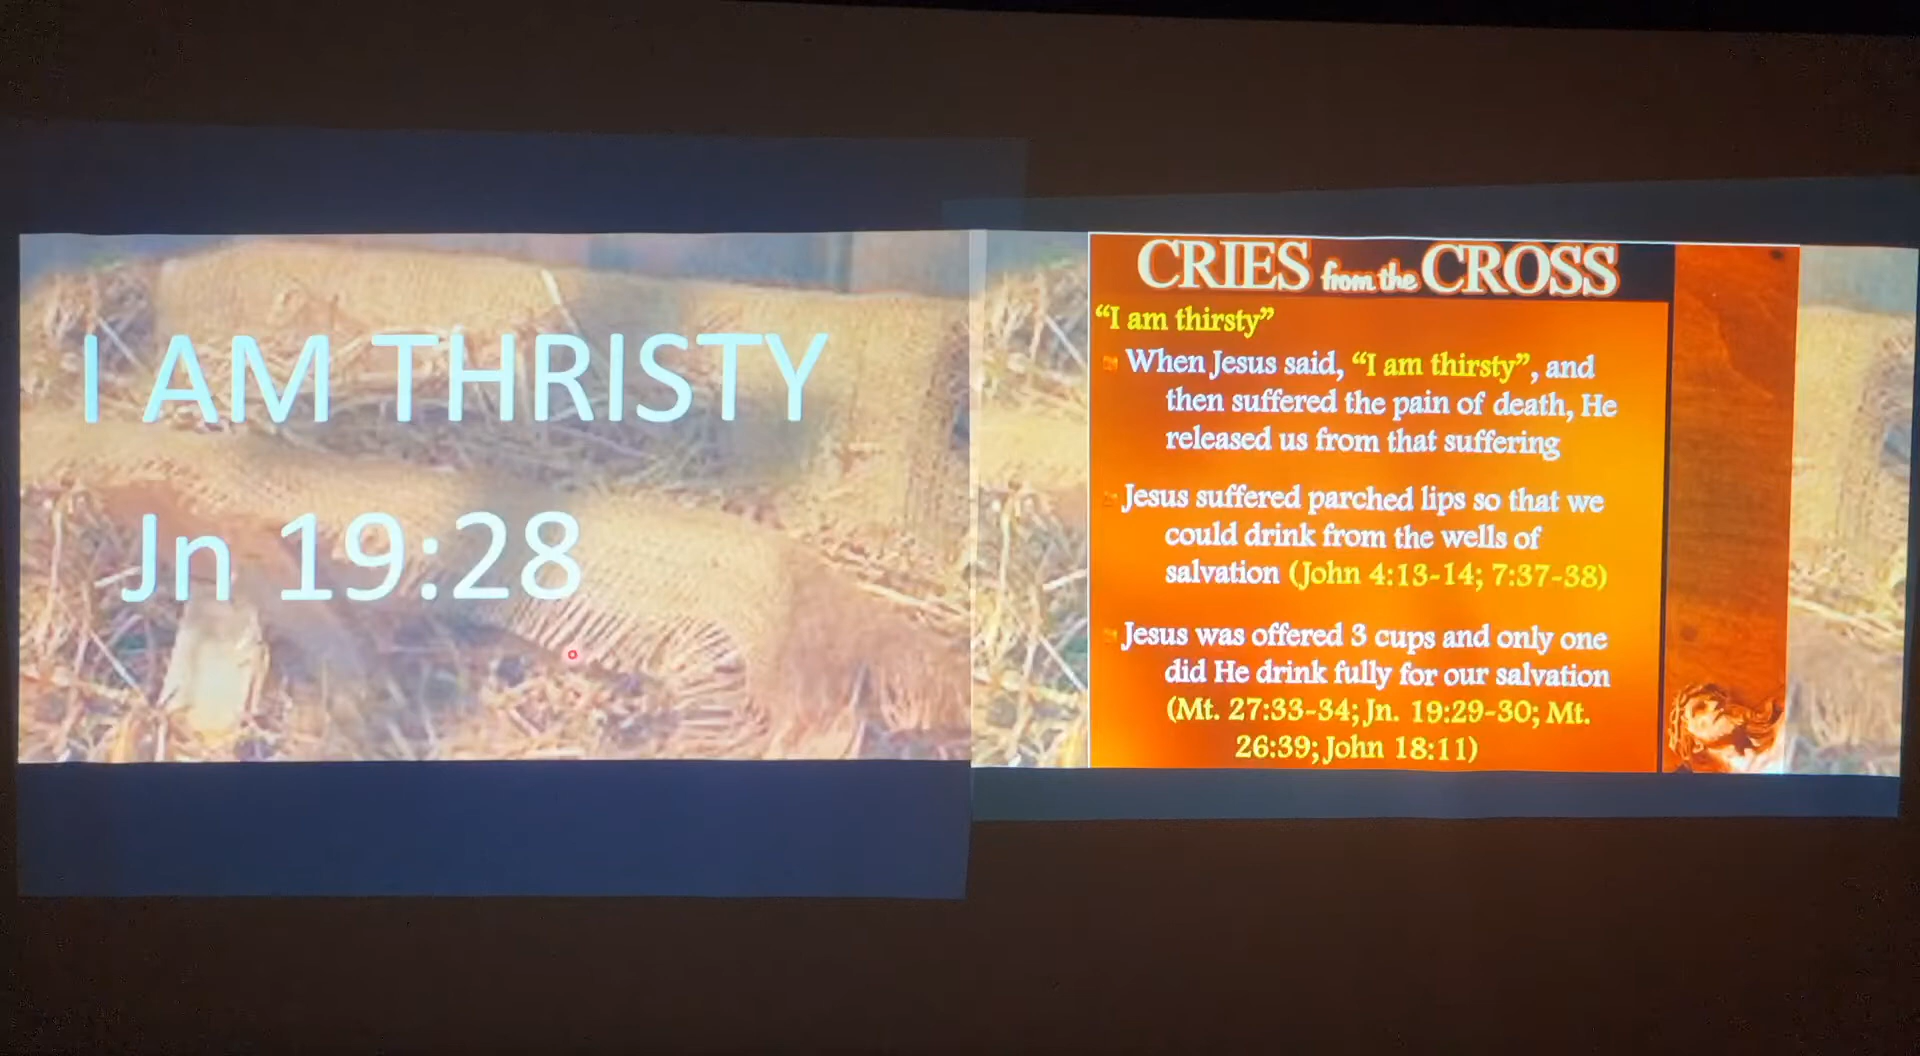 I AM THRISTY
Jn 19:28
CRIES from the CROSS
“I am thirsty”
When Jesus said, “I am thirsty”, and
then suffered the pain of death, He
released us from that suffering
Jesus suffered parched lips so that we
could drink from the wells of
salvation (John 4:13-14; 7:37-38)
Jesus was offered 3 cups and only one
did He drink fully for our salvation
(Mt. 27:33-34; Jn. 19:29-30; Mt.
26:39; John 18:11)